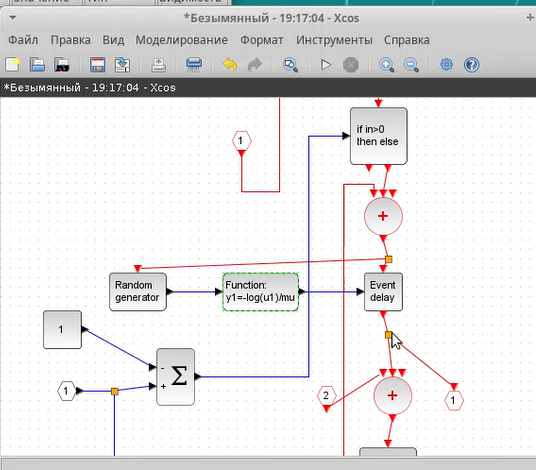 *Безымянный - 19:17:04 - Xcos
Файл Правка Вид Моделирование Формат Инструменты Справка
*Безымянный - 19:17:04 - Xcos
if in>0
then else
1
+
Random
generator
Function:
y1=-log(u1)/mu
Event
delay
1
-
+
Σ
1
2
+
1